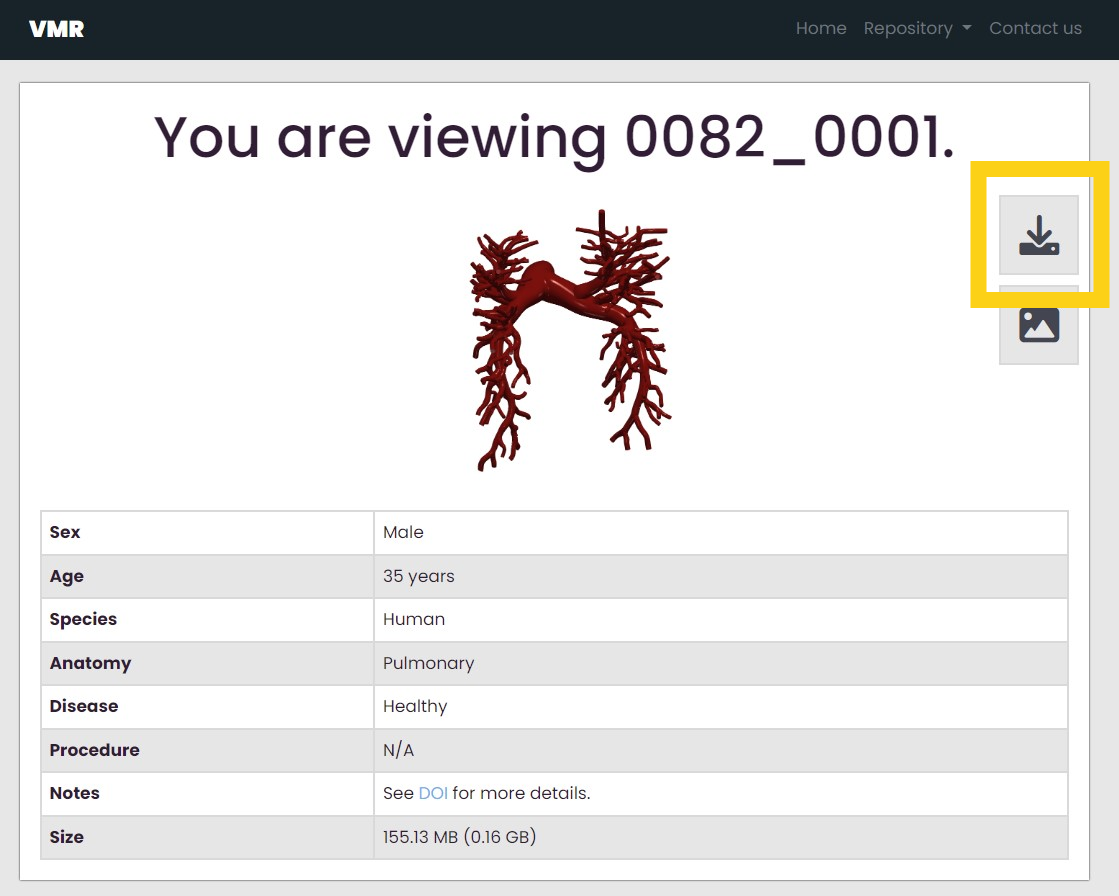 VMR
Home Repository Contact us
You are viewing 0082_0001.
Sex Male
Age 35 years
Species Human
Anatomy Pulmonary
Disease Healthy
Procedure N/A
Notes See DOI for more details.
Size 155.13 MB (0.16 GB)